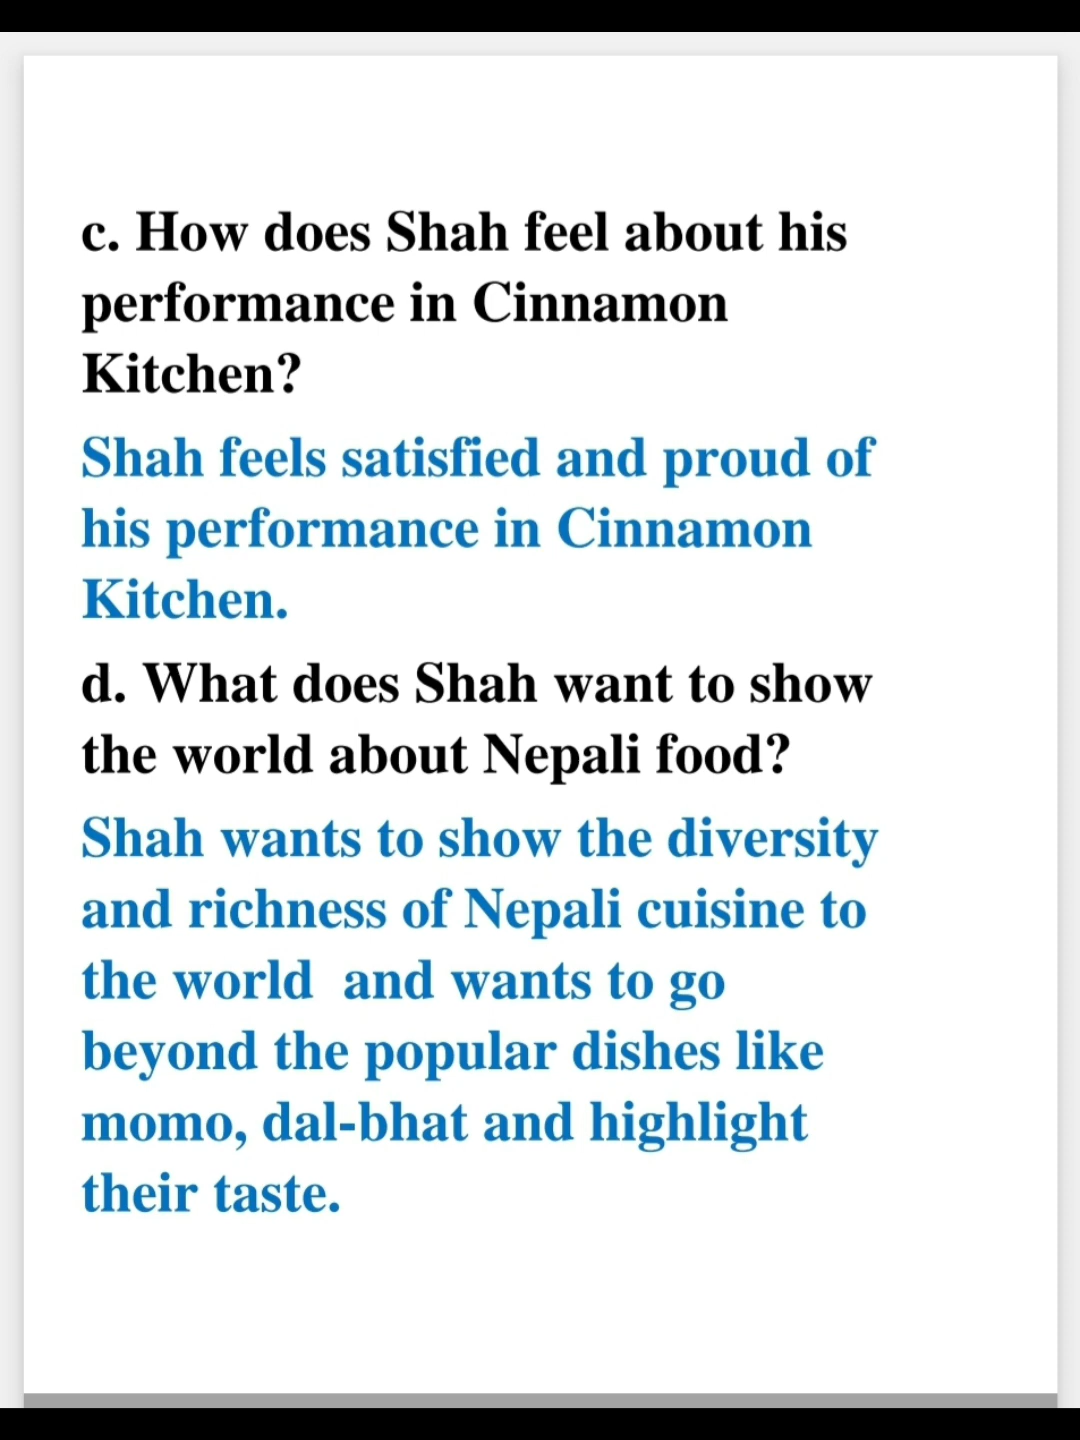 c. How does Shah feel about his
performance in Cinnamon
Kitchen?
Shah feels satisfied and proud of
his performance in Cinnamon
Kitchen.
d. What does Shah want to show
the world about Nepali food?
Shah wants to show the diversity
and richness of Nepali cuisine to
the world  and wants to go
beyond the popular dishes like
momo, dal-bhat and highlight
their taste.